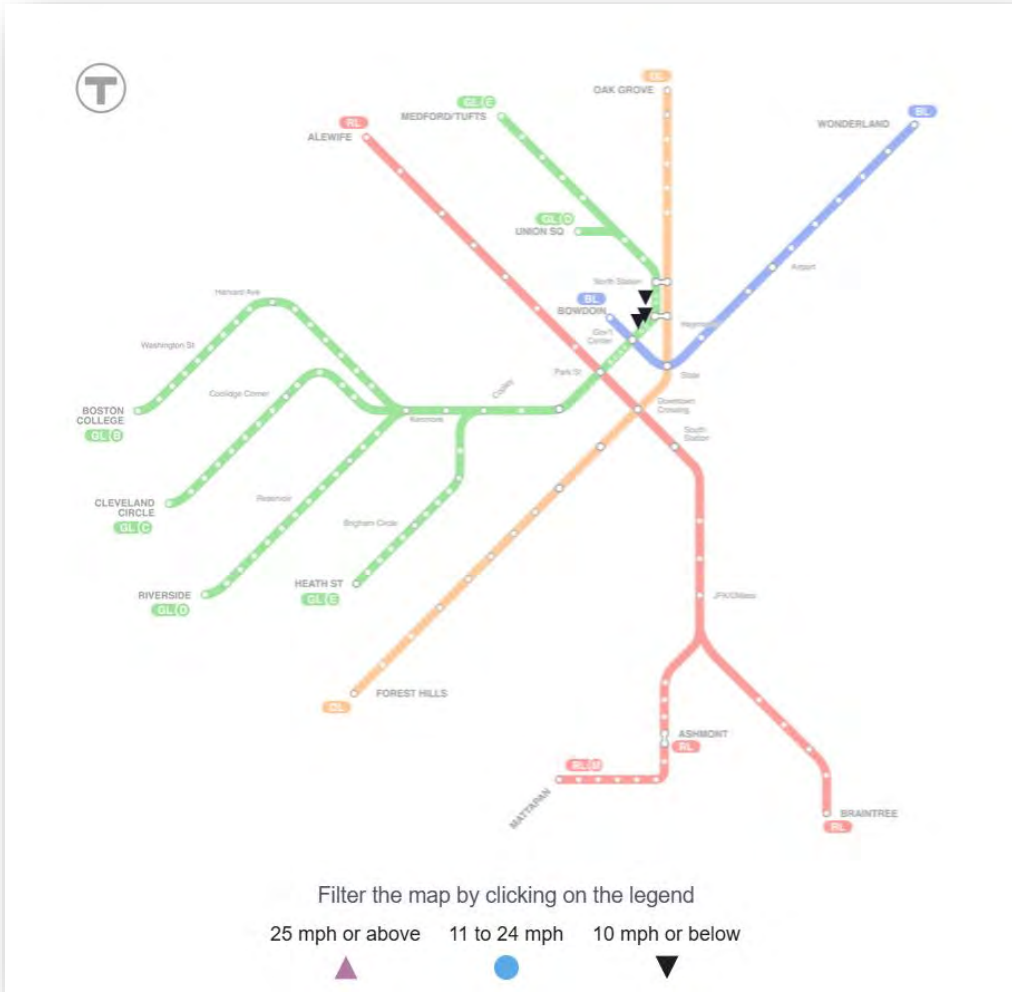 T
OL
OAK GROVE
GL E
MEDFORD/TUFTS
BL
WONDERLAND
RL
ALEWIFE
GL D
UNION SQ
North Station
Airport
BL
BOWDOIN
Haymarket
Gov't
Center
Harvard Ave
Washington St
Park St
State
Coolidge Corner
Copley
Downtown
Crossing
BOSTON
COLLEGE
GL B
Kenmore
South
Station
CLEVELAND
CIRCLE
GL C
Reservoir
Brigham Circle
HEATH ST
GL E
RIVERSIDE
GL D
JFK/UMass
OL
FOREST HILLS
ASHMONT
RL
RL M
MATTAPAN
BRAINTREE
RL
Filter the map by clicking on the legend
25 mph or above 11 to 24 mph 10 mph or below